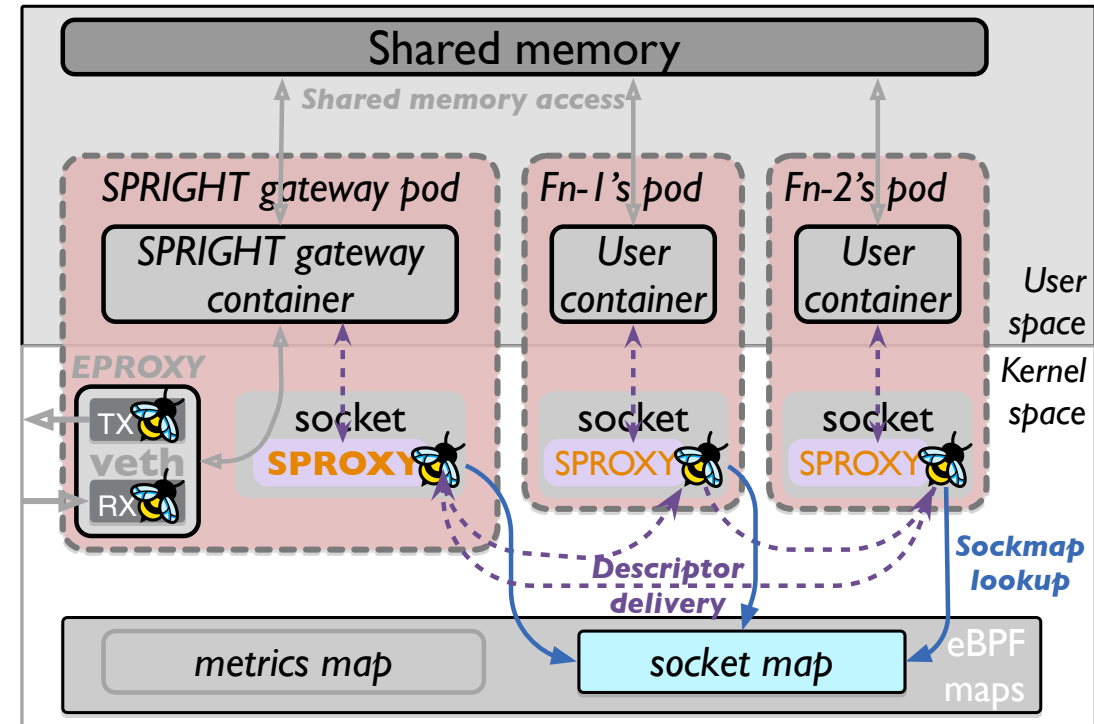 Shared memory
Shared memory access
SPRIGHT gateway pod
SPRIGHT gateway
container
Fn-1's pod
User
container
Fn-2's pod
User
container
User
space
Kernel
space
EPROXY
TX
veth
RX
socket
SPROXY
socket
SPROXY
socket
SPROXY
Descriptor
delivery
Sockmap
lookup
metrics map
socket map
eBPF
maps